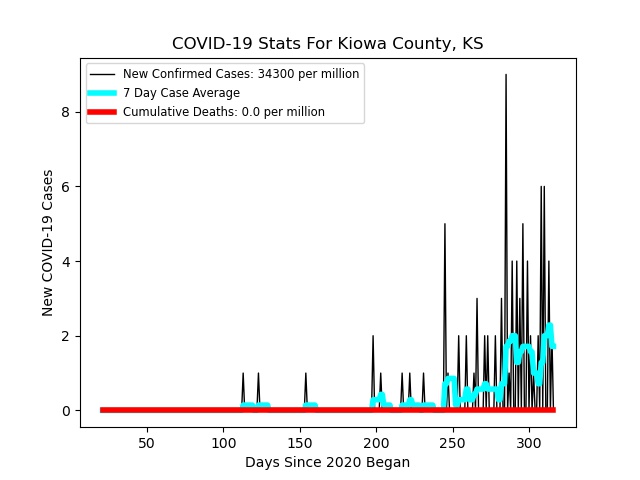 COVID-19 Stats For Kiowa County, KS
New Confirmed Cases: 34300 per million
7 Day Case Average
Cumulative Deaths: 0.0 per million
New COVID-19 Cases
8
6
4
2
0
50 100 150 200 250 300
Days Since 2020 Began